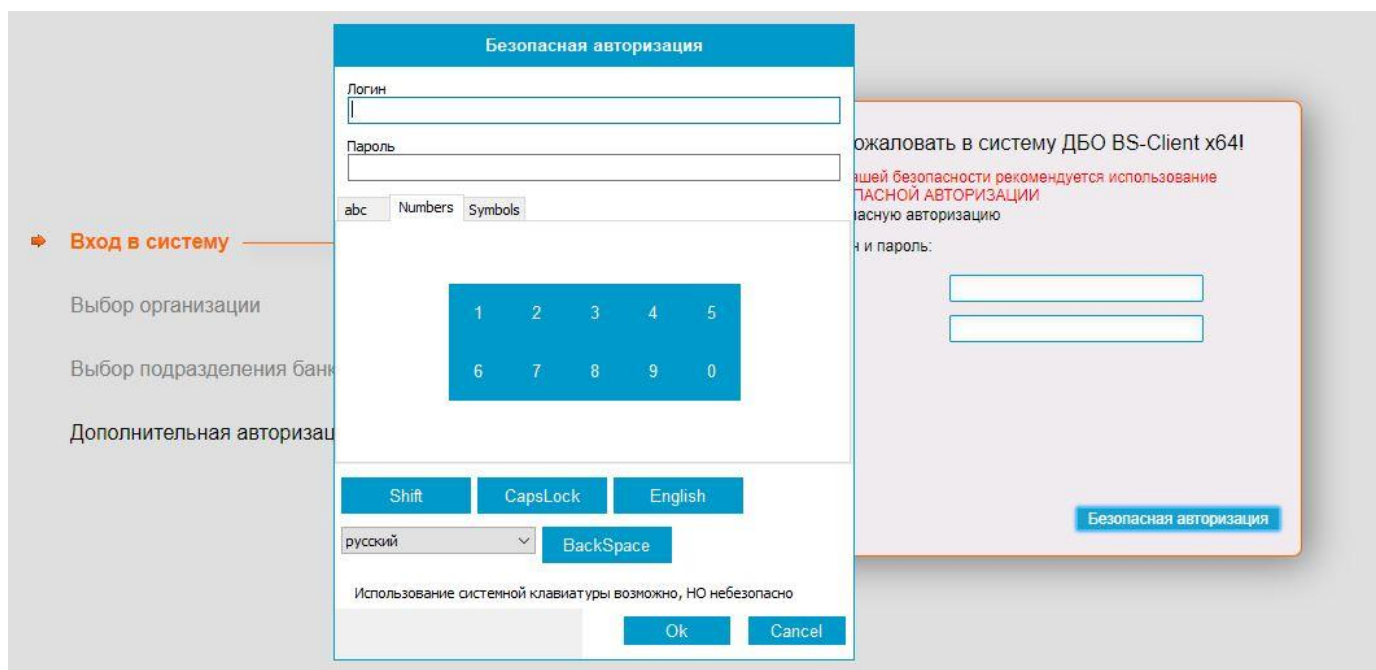 Безопасная авторизация
Логин
Пароль
abc Numbers Symbols
1 2 3 4 5
6 7 8 9 0
Shift CapsLock English
русский BackSpace
Использование системной клавиатуры возможно, НО небезопасно
Ok Cancel
Вход в систему
Выбор организации
Выбор подразделения банк
Дополнительная авторизац
ожаловать в систему ДБО BS-Client x64!
ашей безопасности рекомендуется использование
ПАСНОЙ АВТОРИЗАЦИИ
пасную авторизацию
н и пароль:
Безопасная авторизация